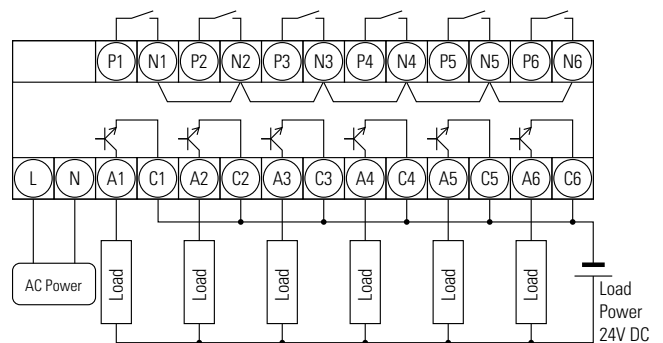 P1 N1 P2 N2 P3 N3 P4 N4 P5 N5 P6 N6
L N A1 C1 A2 C2 A3 C3 A4 C4 A5 C5 A6 C6
AC Power
Load Load Load Load Load Load
Load
Power
24V DC